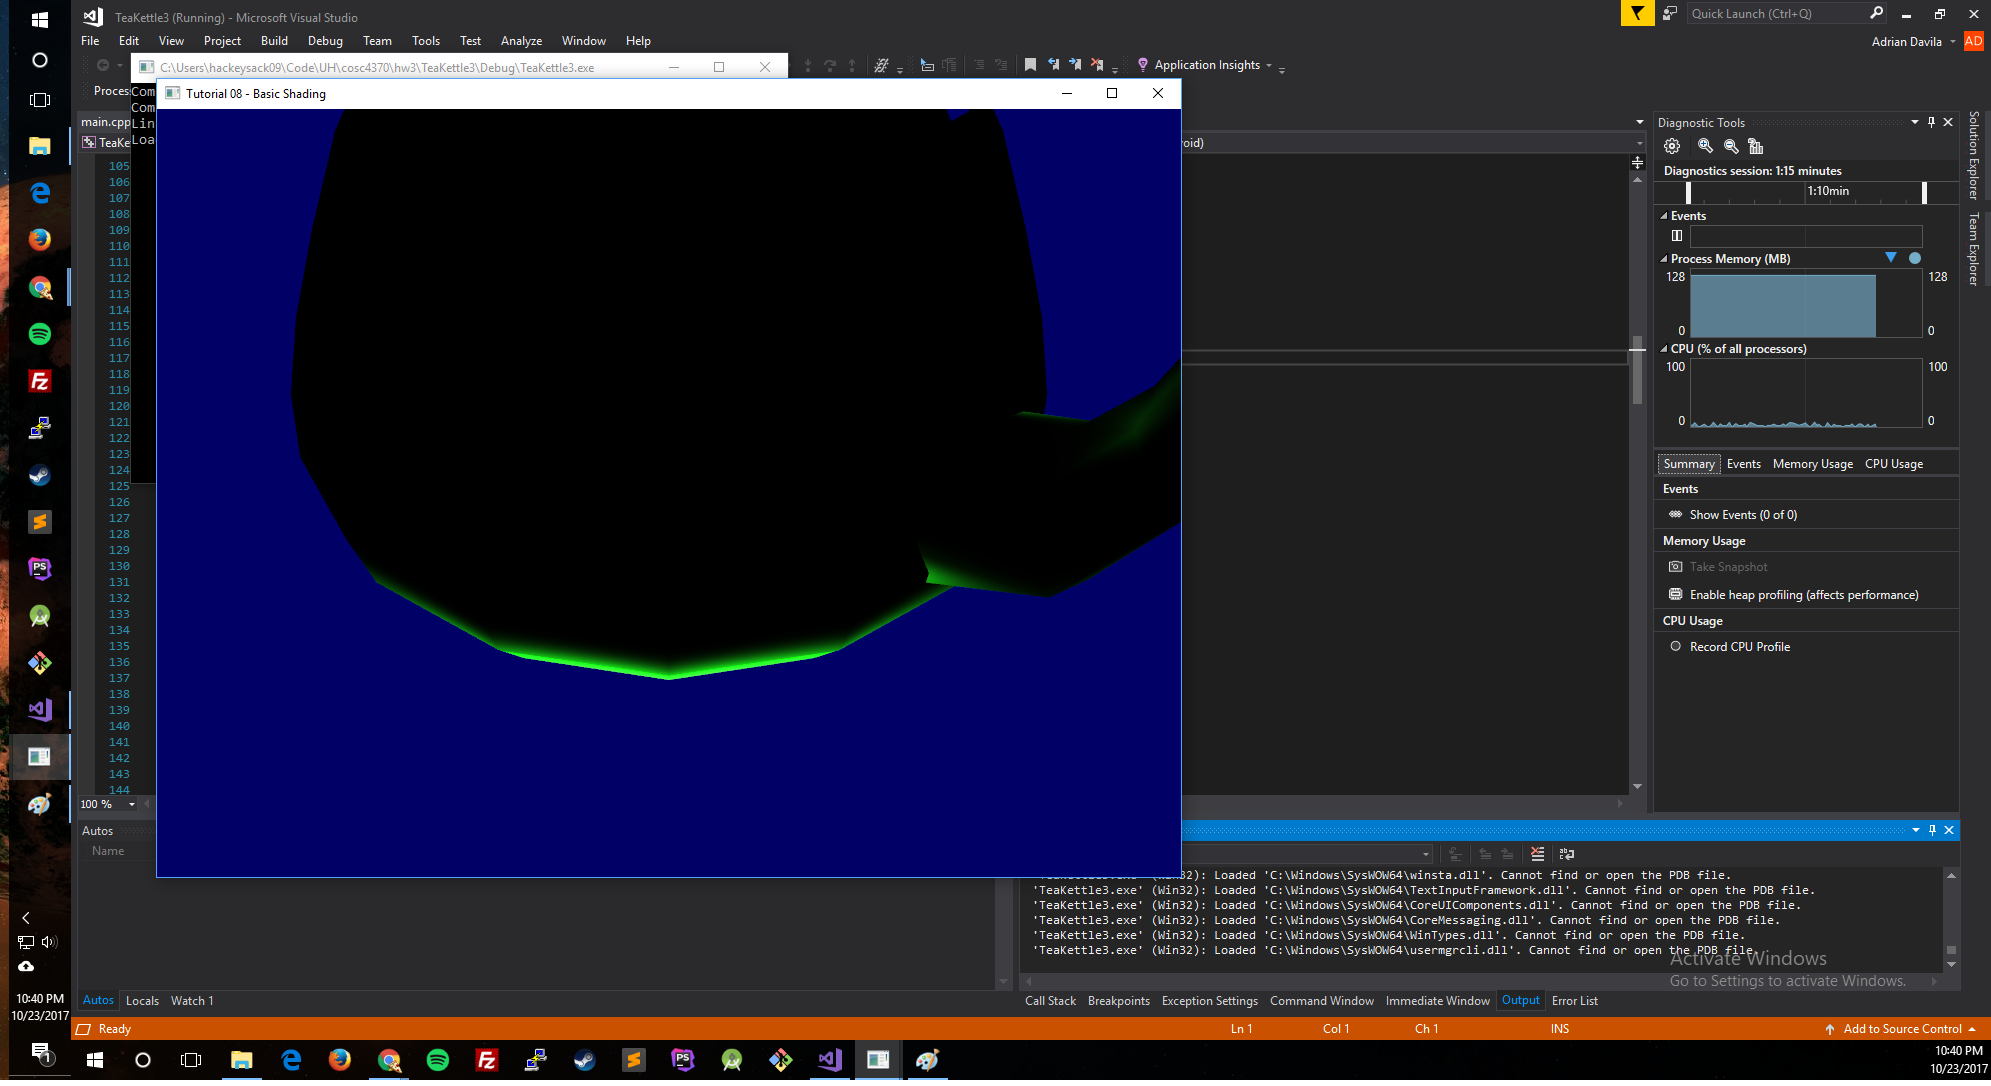 TeaKettle3 (Running) - Microsoft Visual Studio
Quick Launch (Ctrl+Q)
File Edit View Project Build Debug Team Tools Test Analyze Window Help
Adrian Davila AD
C:\Users\hackeysack09\Code\UH\cosc4370\hw3\TeaKettle3\Debug\TeaKettle3.exe
Application Insights
Proces
Com
Tutorial 08 - Basic Shading
Com
main.cpp
Lin
Loa
TeaKe
roid)
105
106
107
108
109
110
111
112
113
114
115
116
117
118
119
120
121
122
123
124
125
126
127
128
129
130
131
132
133
134
135
136
137
138
139
140
141
142
143
144
100 %
Diagnostic Tools
Diagnostics session: 1:15 minutes
1:10min
Events
Process Memory (MB)
128 128
0 0
CPU (% of all processors)
100 100
0 0
Summary Events Memory Usage CPU Usage
Events
Show Events (0 of 0)
Memory Usage
Take Snapshot
Enable heap profiling (affects performance)
CPU Usage
Record CPU Profile
Solution Explorer
Team Explorer
Autos
Name
'TeaKettle3.exe' (Win32): Loaded 'C:\Windows\SysWOW64\winsta.dll'. Cannot find or open the PDB file.
'TeaKettle3.exe' (Win32): Loaded 'C:\Windows\SysWOW64\TextInputFramework.dll'. Cannot find or open the PDB file.
'TeaKettle3.exe' (Win32): Loaded 'C:\Windows\SysWOW64\CoreUIComponents.dll'. Cannot find or open the PDB file.
'TeaKettle3.exe' (Win32): Loaded 'C:\Windows\SysWOW64\CoreMessaging.dll'. Cannot find or open the PDB file.
'TeaKettle3.exe' (Win32): Loaded 'C:\Windows\SysWOW64\WinTypes.dll'. Cannot find or open the PDB file.
'TeaKettle3.exe' (Win32): Loaded 'C:\Windows\SysWOW64\usermgrcli.dll'. Cannot find or open the PDB file.
Activate Windows
Go to Settings to activate Windows.
Autos Locals Watch 1
Call Stack Breakpoints Exception Settings Command Window Immediate Window Output Error List
10:40 PM
10/23/2017
1
Ready
Ln 1 Col 1 Ch 1 INS
Add to Source Control
10:40 PM
10/23/2017